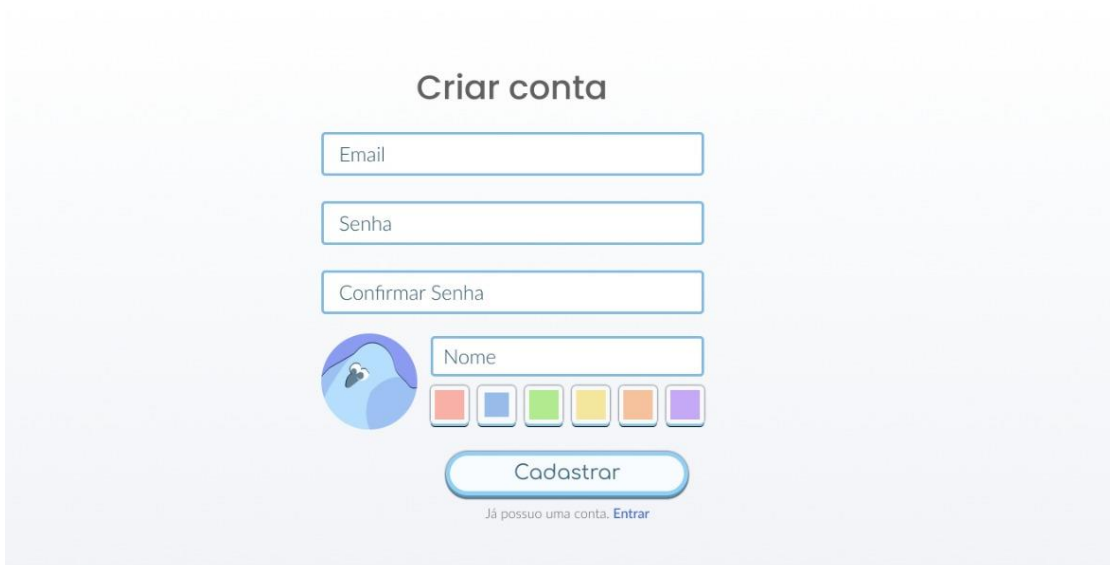 Criar conta
Email
Senha
Confirmar Senha
Nome
Cadastrar
Já possuo uma conta. Entrar